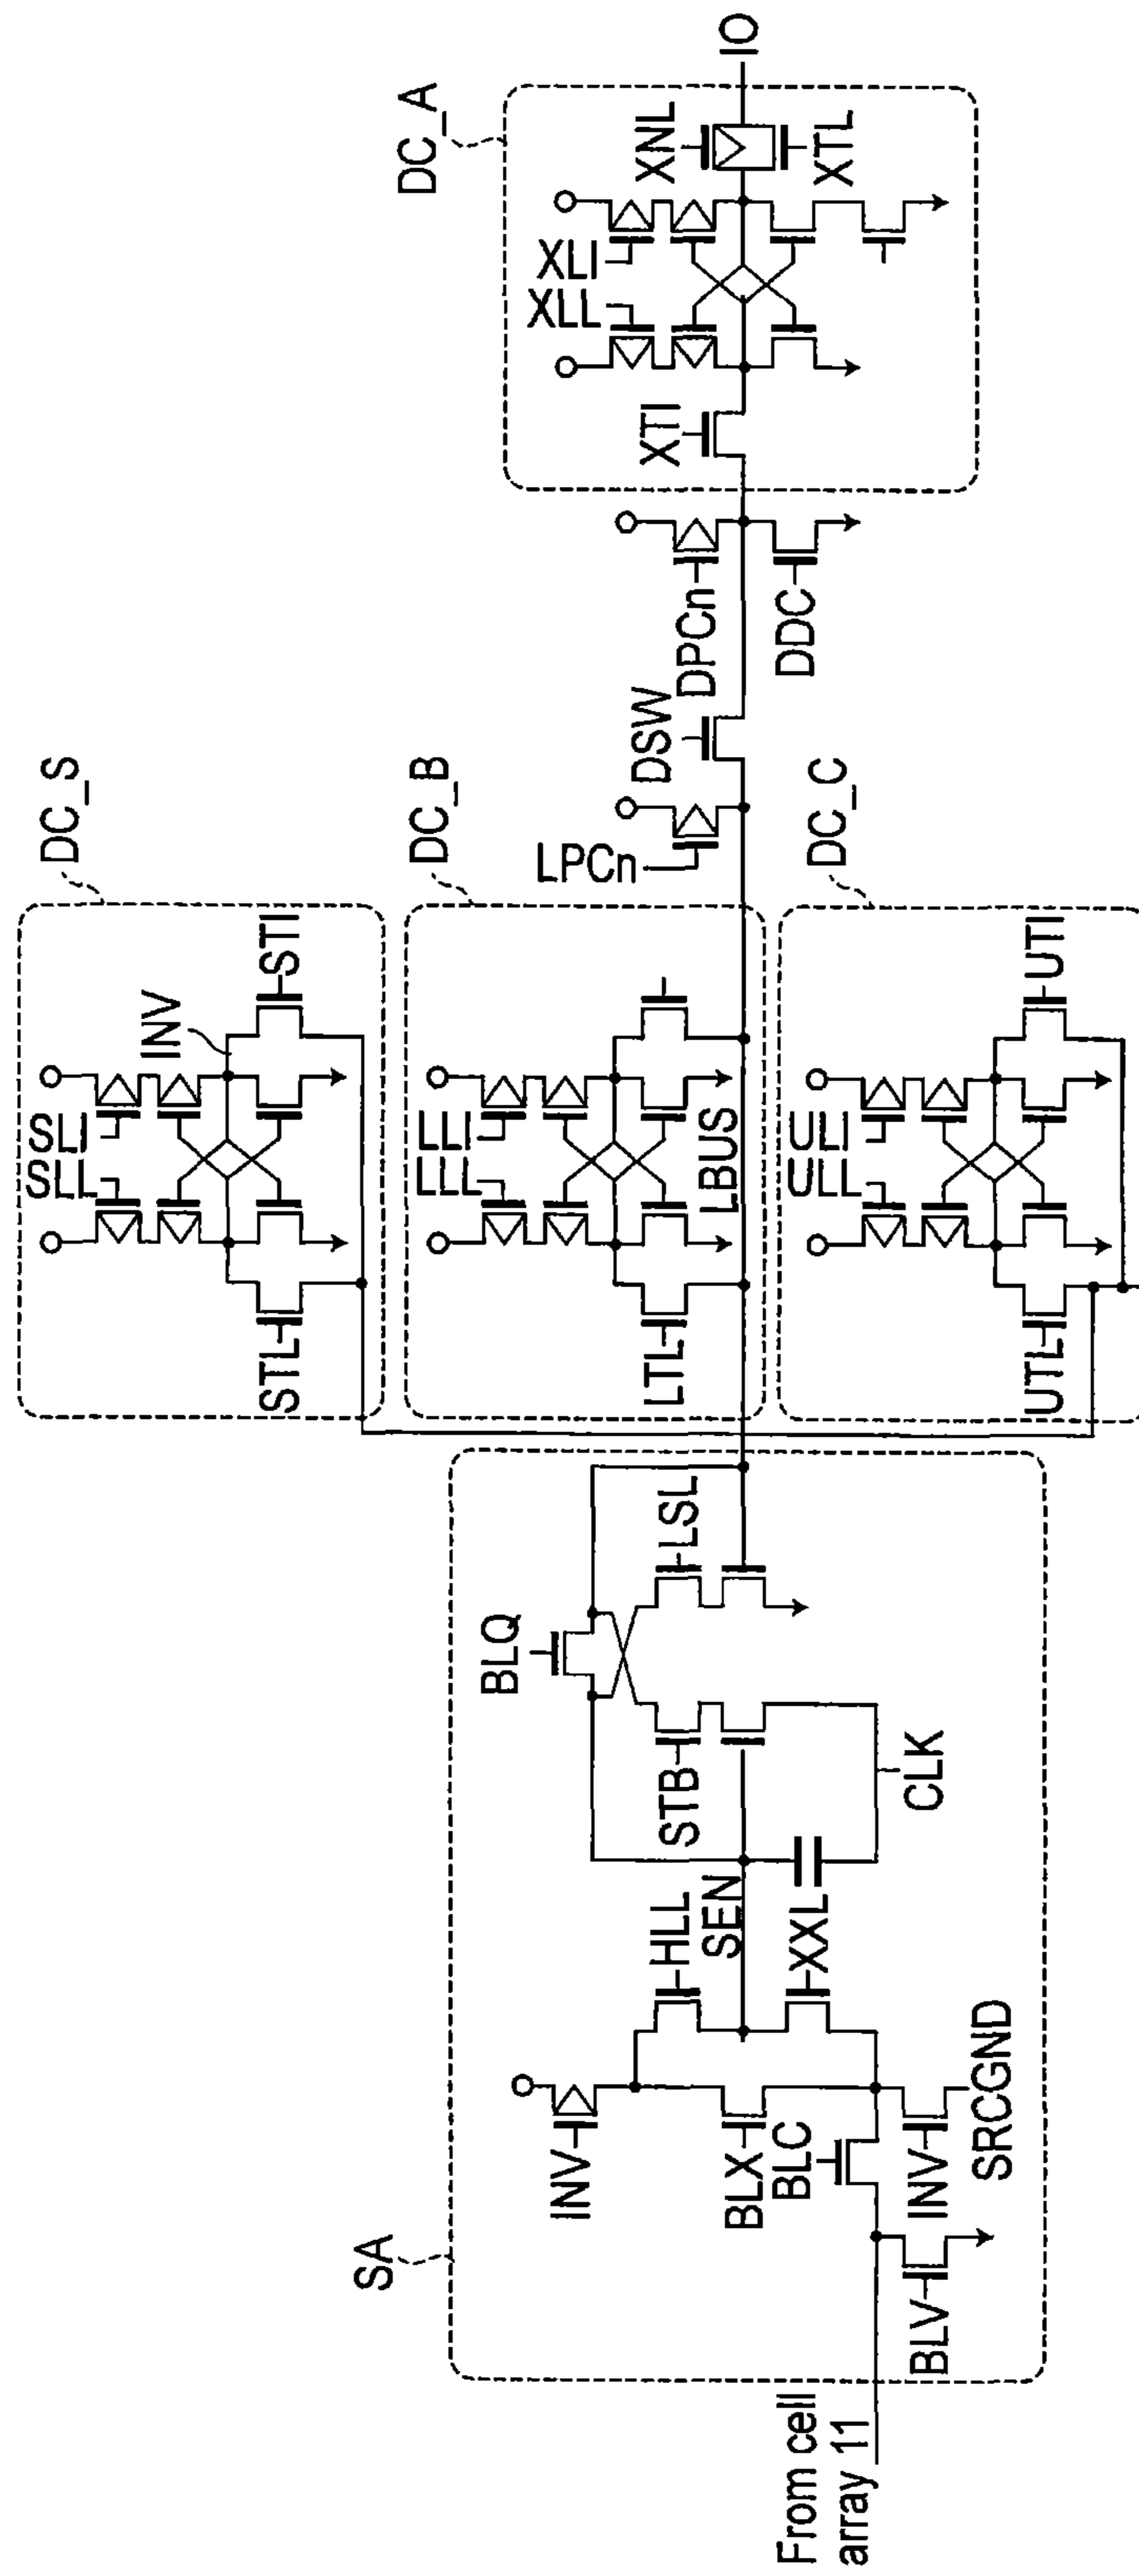 DC_S
SLI
SLL
INV
STI
STL
DC_B
LLI
LLL
LTL
LBUS
DC_C
ULI
ULL
UTI
UTL
DC_A
XLI
XLL
XTI
XNL
XTL
IO
LPCn
DSW
DPCn
DDC
SA
BLQ
LSL
STB
CLK
HLL
SEN
XXL
INV
BLX
BLC
INV
SRCGND
BLV
From cell
array 11